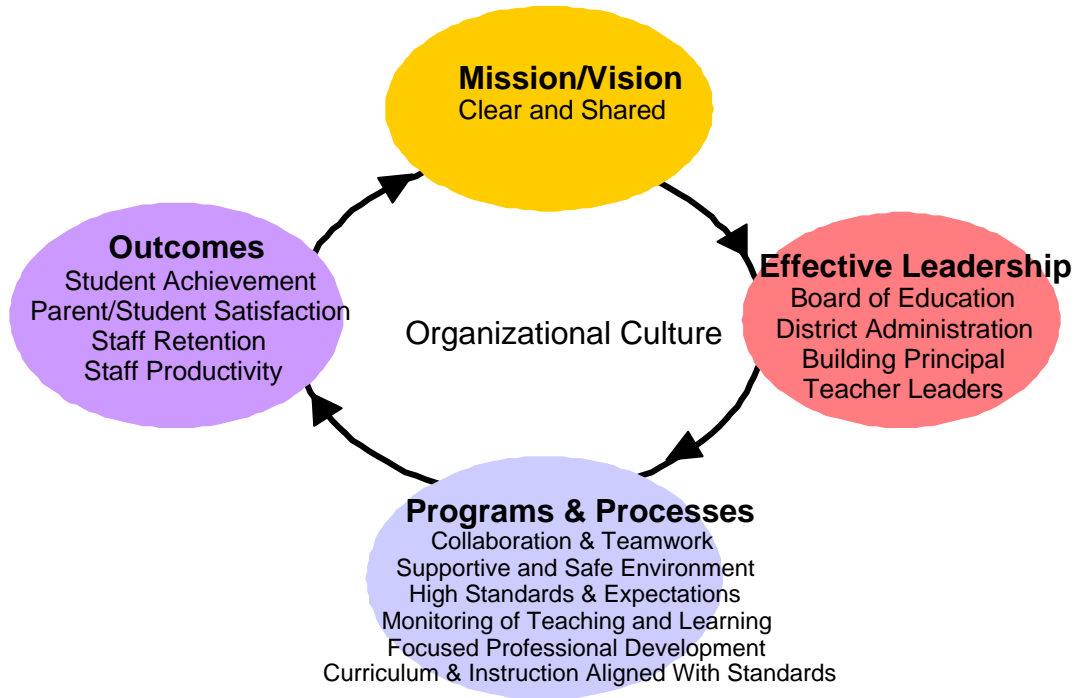 Mission/Vision
Clear and Shared
Outcomes
Student Achievement
Parent/Student Satisfaction
Staff Retention
Staff Productivity
Organizational Culture
Effective Leadership
Board of Education
District Administration
Building Principal
Teacher Leaders
Programs & Processes
Collaboration & Teamwork
Supportive and Safe Environment
High Standards & Expectations
Monitoring of Teaching and Learning
Focused Professional Development
Curriculum & Instruction Aligned With Standards